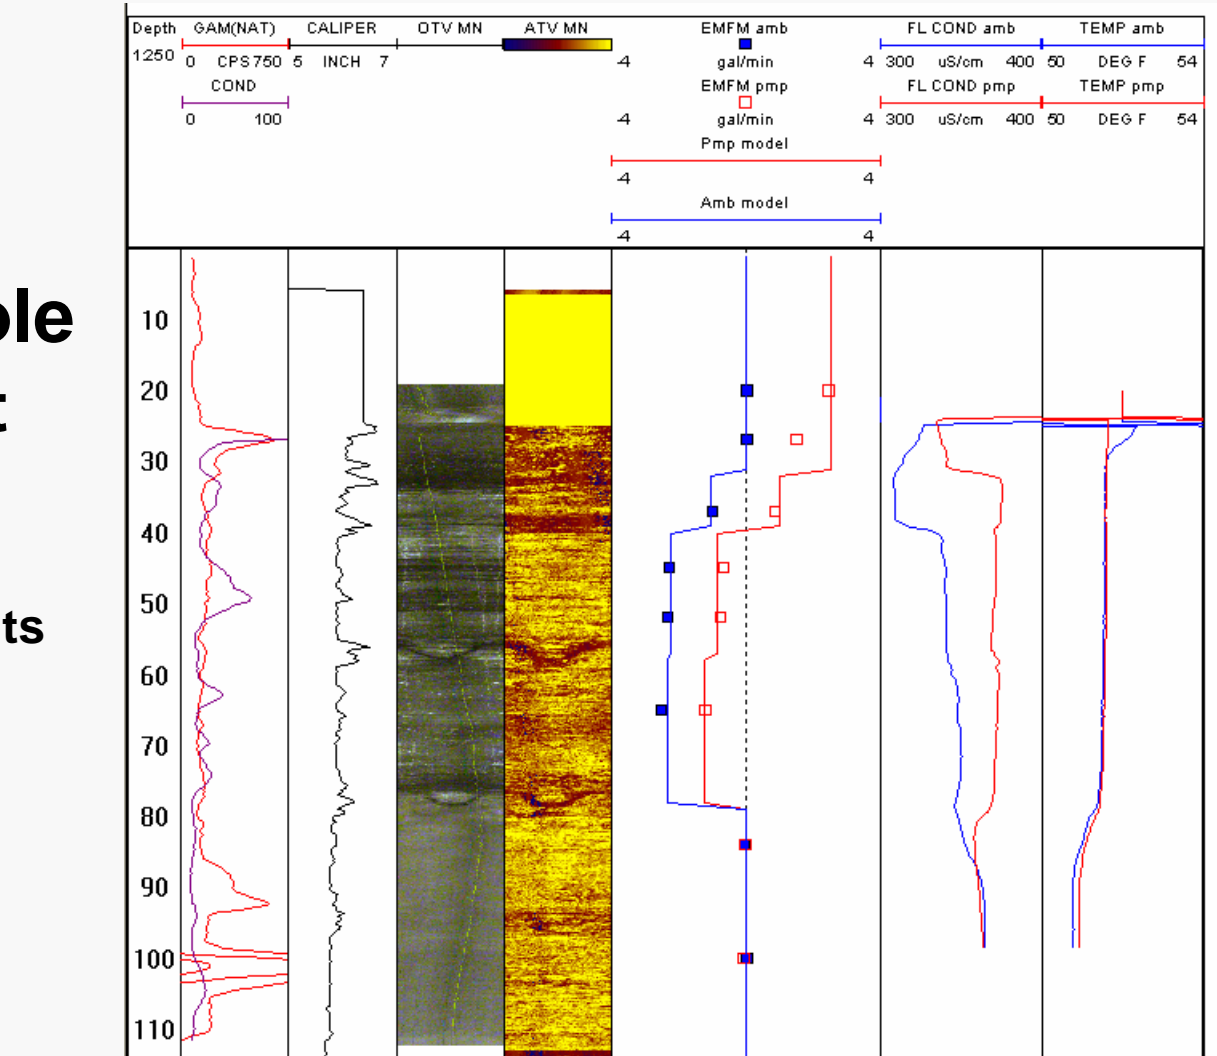 Depth GAM(NAT) CALIPER OTV MN ATV MN EMFM amb FL COND amb TEMP amb
1250 0 CPS 750 5 INCH 7 -4 gal/min 4 300 uS/cm 400 50 DEG F 54
COND EMFM pmp FL COND pmp TEMP pmp
0 100 -4 gal/min 4 300 uS/cm 400 50 DEG F 54
Pmp model
-4 4
Amb model
-4 4
ole
10
20
t
30
40
50
ts
60
70
80
90
100
110